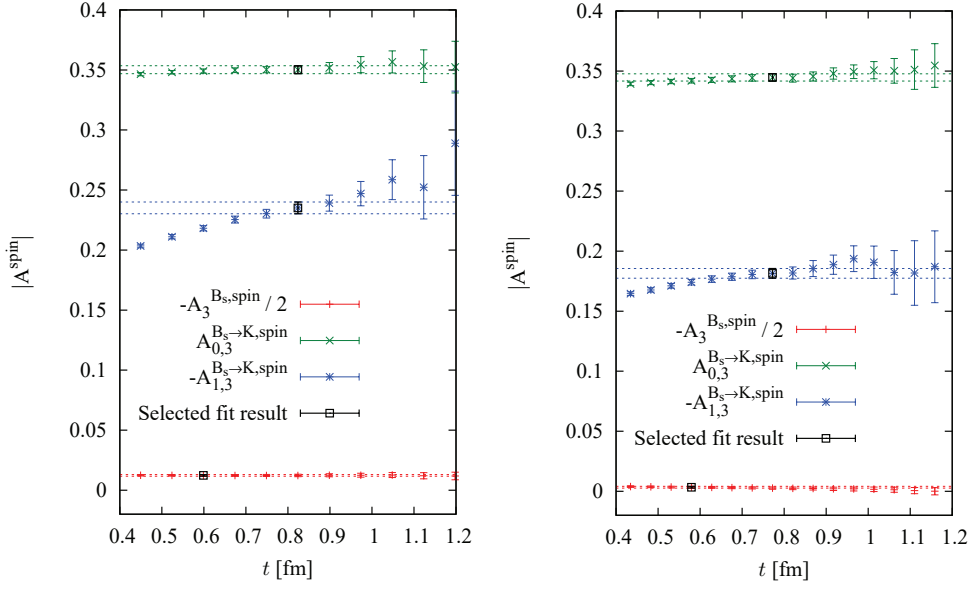 0.4
0.35
0.3
0.25
0.2
0.15
0.1
0.05
0
|A^spin|
-A_3^{B_s,spin} / 2
A_{0,3}^{B_s→K,spin}
-A_{1,3}^{B_s→K,spin}
Selected fit result
0.4 0.5 0.6 0.7 0.8 0.9 1 1.1 1.2
t [fm]
0.4
0.35
0.3
0.25
0.2
0.15
0.1
0.05
0
|A^spin|
-A_3^{B_s,spin} / 2
A_{0,3}^{B_s→K,spin}
-A_{1,3}^{B_s→K,spin}
Selected fit result
0.4 0.5 0.6 0.7 0.8 0.9 1 1.1 1.2
t [fm]